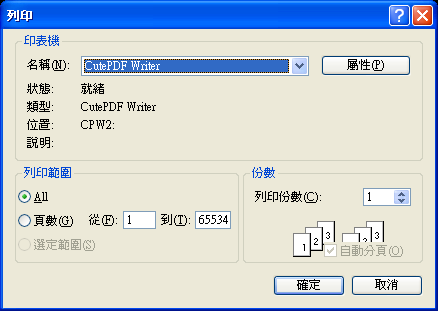 列印
印表機
名稱(N): CutePDF Writer 屬性(P)
狀態: 就緒
類型: CutePDF Writer
位置: CPW2:
說明:
列印範圍
All
頁數(G) 從(F): 1 到(T): 65534
選定範圍(S)
份數
列印份數(C): 1
1 2 3 1 2 3
自動分頁(O)
確定 取消